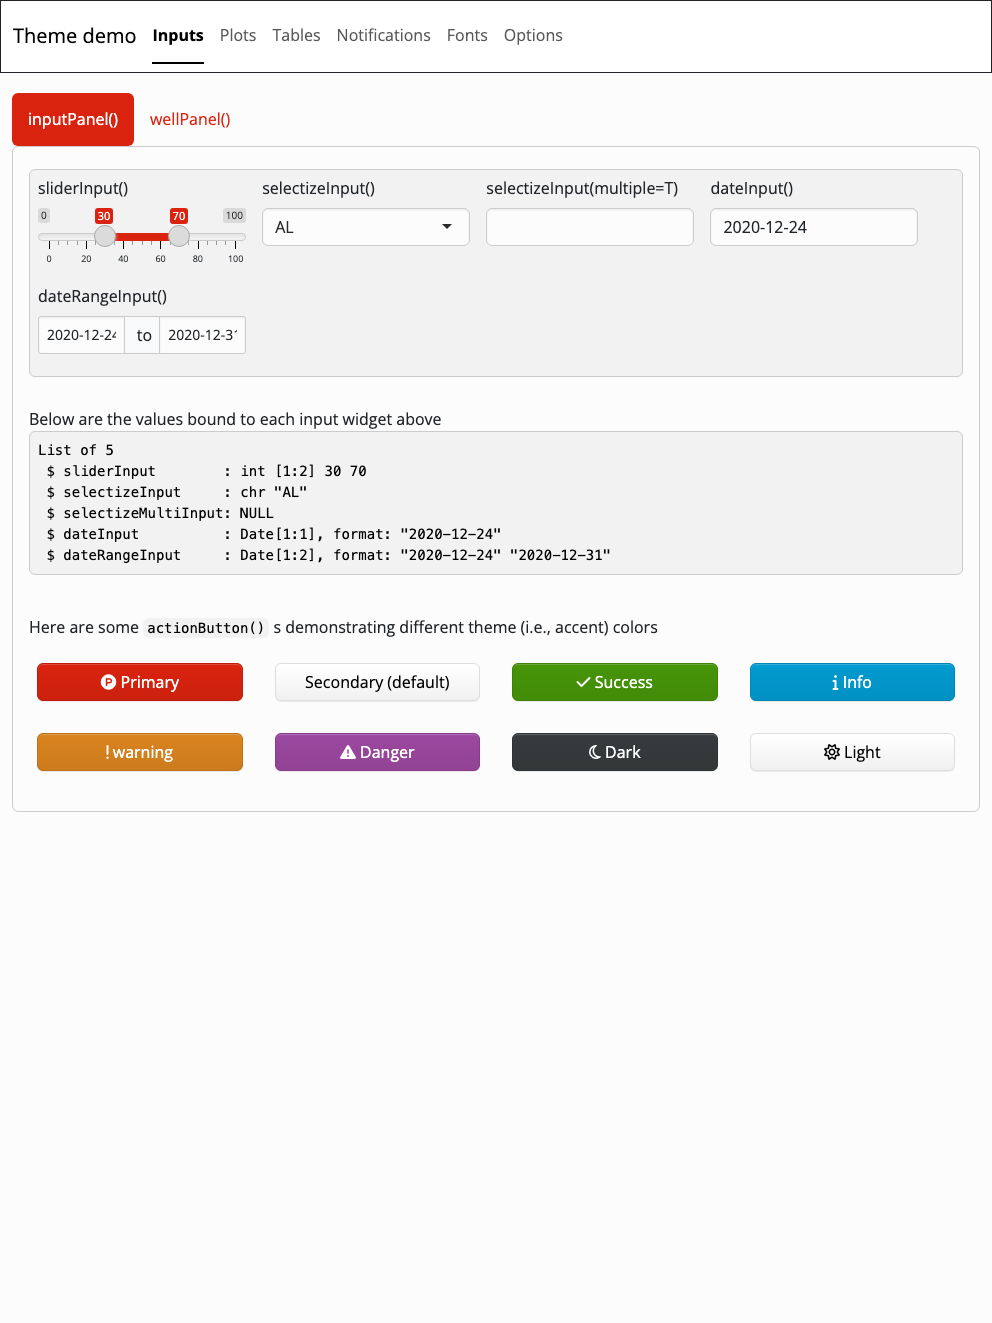 Theme demo Inputs Plots Tables Notifications Fonts Options
inputPanel() wellPanel()
sliderInput() selectizeInput() selectizeInput(multiple=T) dateInput()
0 30 70 100
AL 2020-12-24
0 20 40 60 80 100
dateRangeInput()
2020-12-24 to 2020-12-31
Below are the values bound to each input widget above
List of 5
 $ sliderInput        : int [1:2] 30 70
 $ selectizeInput     : chr "AL"
 $ selectizeMultiInput: NULL
 $ dateInput          : Date[1:1], format: "2020-12-24"
 $ dateRangeInput     : Date[1:2], format: "2020-12-24" "2020-12-31"
Here are some actionButton() s demonstrating different theme (i.e., accent) colors
Primary Secondary (default) Success Info
warning Danger Dark Light